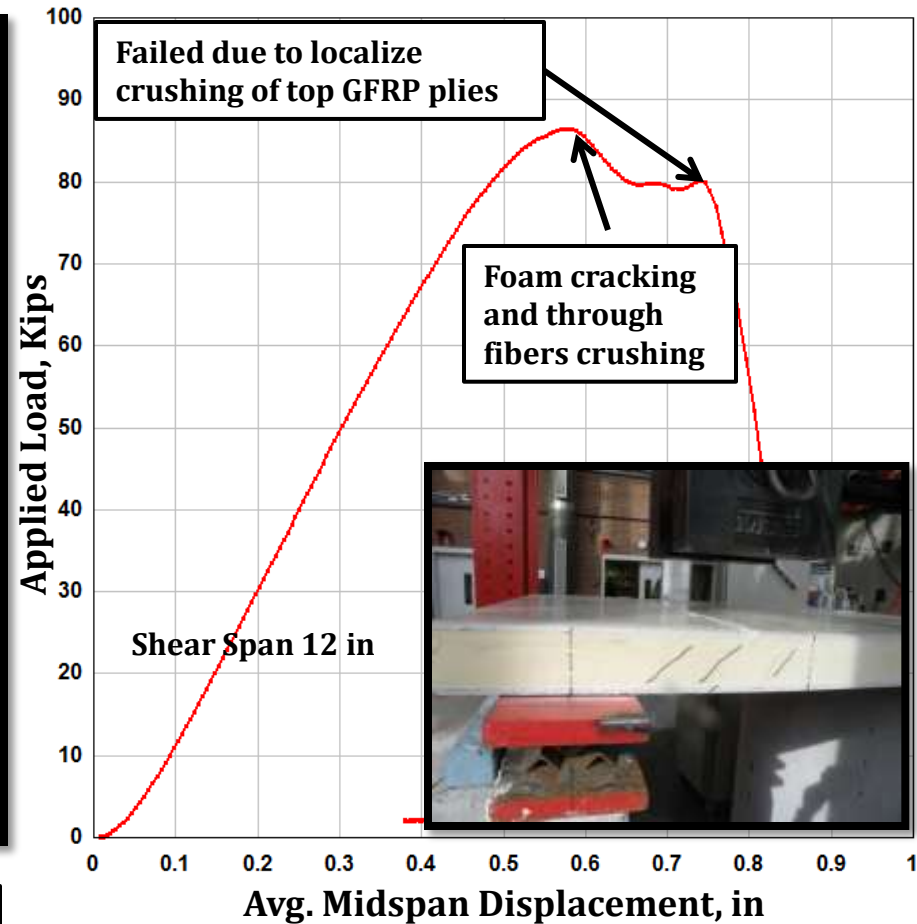 100
Failed due to localize
crushing of top GFRP plies
90
80
70
Foam cracking
and through
fibers crushing
60
50
40
30
Shear Span 12 in
20
10
0
Applied Load, Kips
0 0.1 0.2 0.3 0.4 0.5 0.6 0.7 0.8 0.9 1
Avg. Midspan Displacement, in